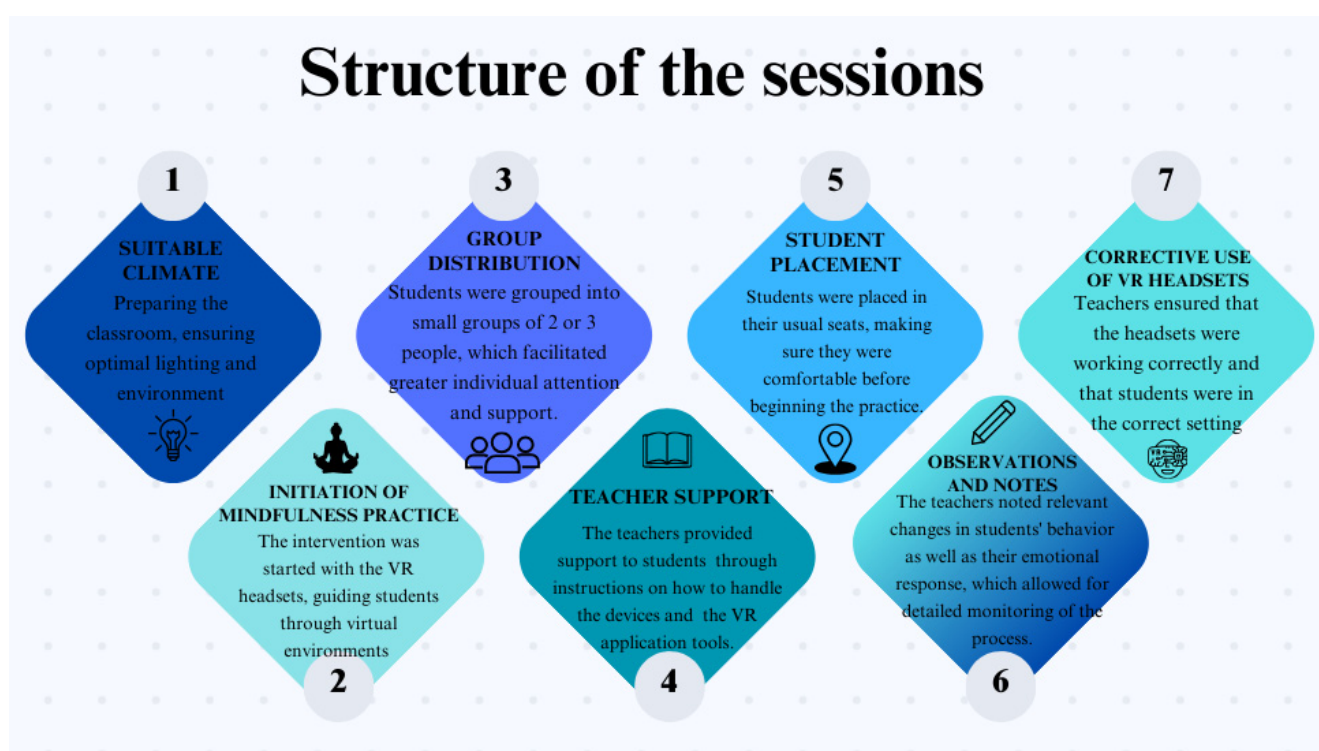 Structure of the sessions
1
SUITABLE
CLIMATE
Preparing the
classroom, ensuring
optimal lighting and
environment
2
INITIATION OF
MINDFULNESS PRACTICE
The intervention was
started with the VR
headsets, guiding students
through virtual
environments
3
GROUP
DISTRIBUTION
Students were grouped into
small groups of 2 or 3
people, which facilitated
greater individual attention
and support.
4
TEACHER SUPPORT
The teachers provided
support to students through
instructions on how to handle
the devices and the VR
application tools.
5
STUDENT
PLACEMENT
Students were placed in
their usual seats, making
sure they were
comfortable before
beginning the practice.
6
OBSERVATIONS
AND NOTES
The teachers noted relevant
changes in students' behavior
as well as their emotional
response, which allowed for
detailed monitoring of the
process.
7
CORRECTIVE USE
OF VR HEADSETS
Teachers ensured that
the headsets were
working correctly and
that students were in
the correct setting